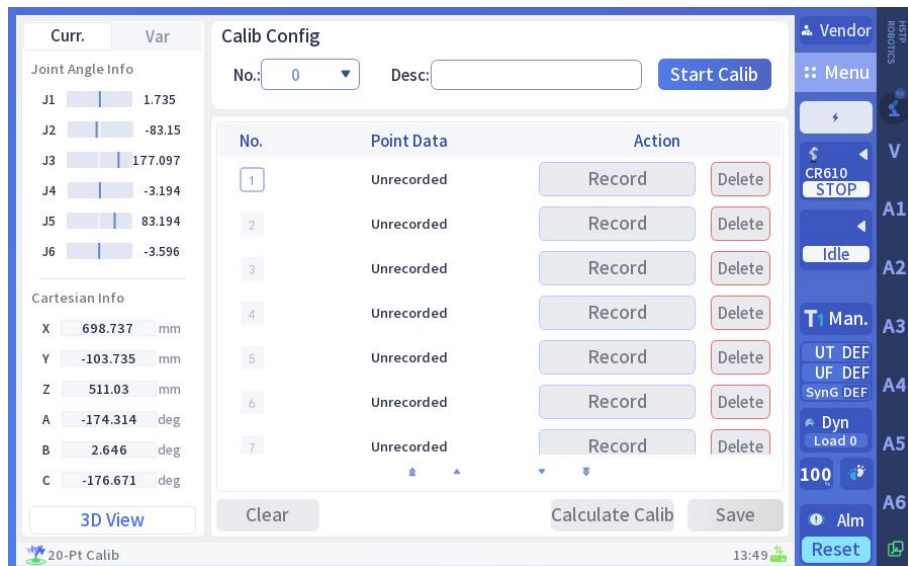 Curr. Var
Joint Angle Info
J1 1.735
J2 -83.15
J3 177.097
J4 -3.194
J5 83.194
J6 -3.596
Cartesian Info
X 698.737 mm
Y -103.735 mm
Z 511.03 mm
A -174.314 deg
B 2.646 deg
C -176.671 deg
3D View
Calib Config
No.: 0 Desc: Start Calib
No. Point Data Action
1 Unrecorded Record Delete
2 Unrecorded Record Delete
3 Unrecorded Record Delete
4 Unrecorded Record Delete
5 Unrecorded Record Delete
6 Unrecorded Record Delete
7 Unrecorded Record Delete
Clear Calculate Calib Save
20-Pt Calib 13:49
Vendor
Menu
CR610
STOP
Idle
T1 Man.
UT DEF
UF DEF
SynG DEF
Dyn
Load 0
100 %
Alm
Reset
HSTP
ROBOTICS
V
A1
A2
A3
A4
A5
A6